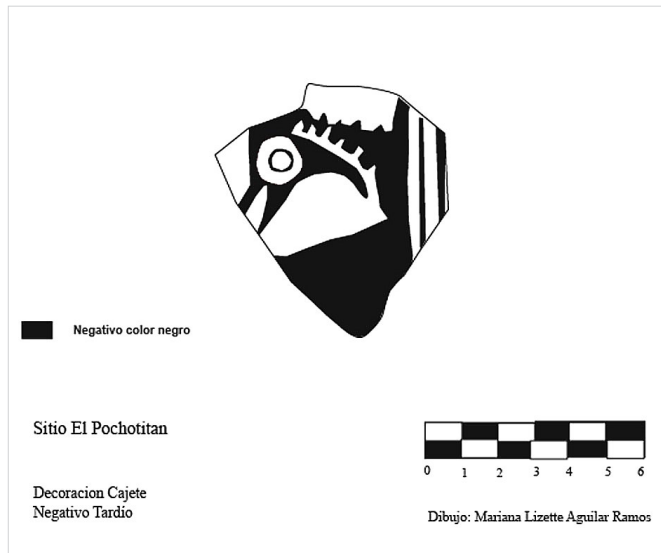 Negativo color negro
Sitio El Pochotitan
0 1 2 3 4 5 6
Decoracion Cajete
Negativo Tardío
Dibujo: Mariana Lizette Aguilar Ramos